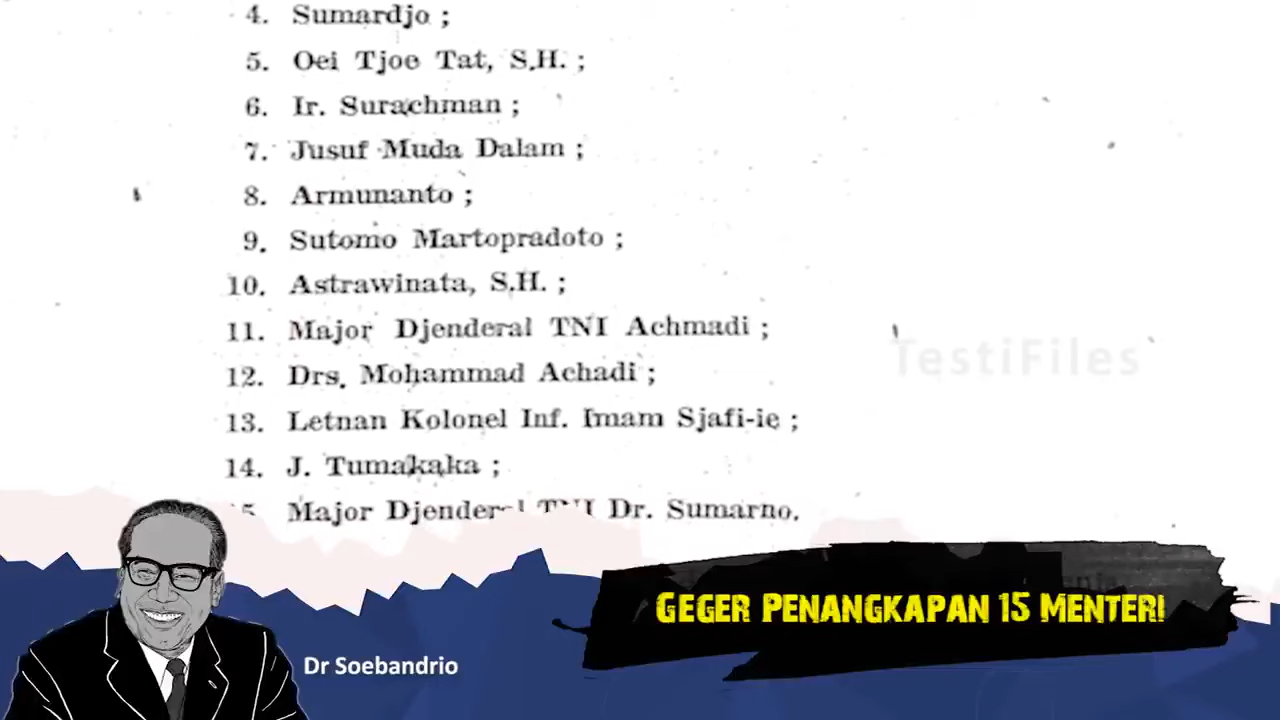 4. Sumardjo ;
5. Oei Tjoe Tat, S.H. ;
6. Ir. Surachman ;
7. Jusuf Muda Dalam ;
8. Armunanto ;
9. Sutomo Martopradoto ;
10. Astrawinata, S.H. ;
11. Major Djenderal TNI Achmadi ;
12. Drs. Mohammad Achadi ;
13. Letnan Kolonel Inf. Imam Sjafi-ie ;
14. J. Tumakaka ;
Major Djenderal TNI Dr. Sumarno.
TestiFiles
GEGER PENANGKAPAN 15 MENTERI
Dr Soebandrio